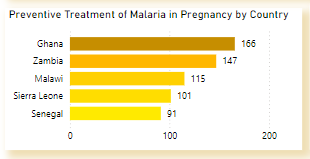 Preventive Treatment of Malaria in Pregnancy by Country
Ghana 166
Zambia 147
Malawi 115
Sierra Leone 101
Senegal 91
0 100 200